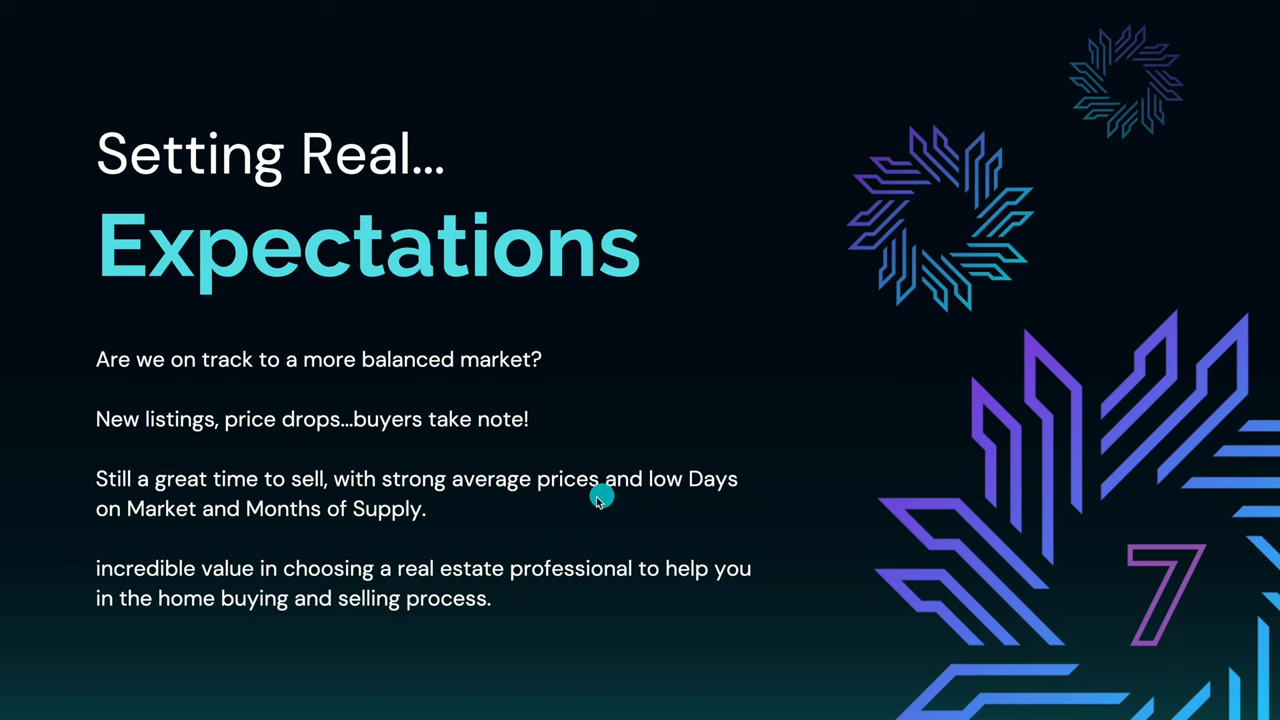 Setting Real...
Expectations
Are we on track to a more balanced market?
New listings, price drops...buyers take note!
Still a great time to sell, with strong average prices and low Days
on Market and Months of Supply.
incredible value in choosing a real estate professional to help you
in the home buying and selling process.
7